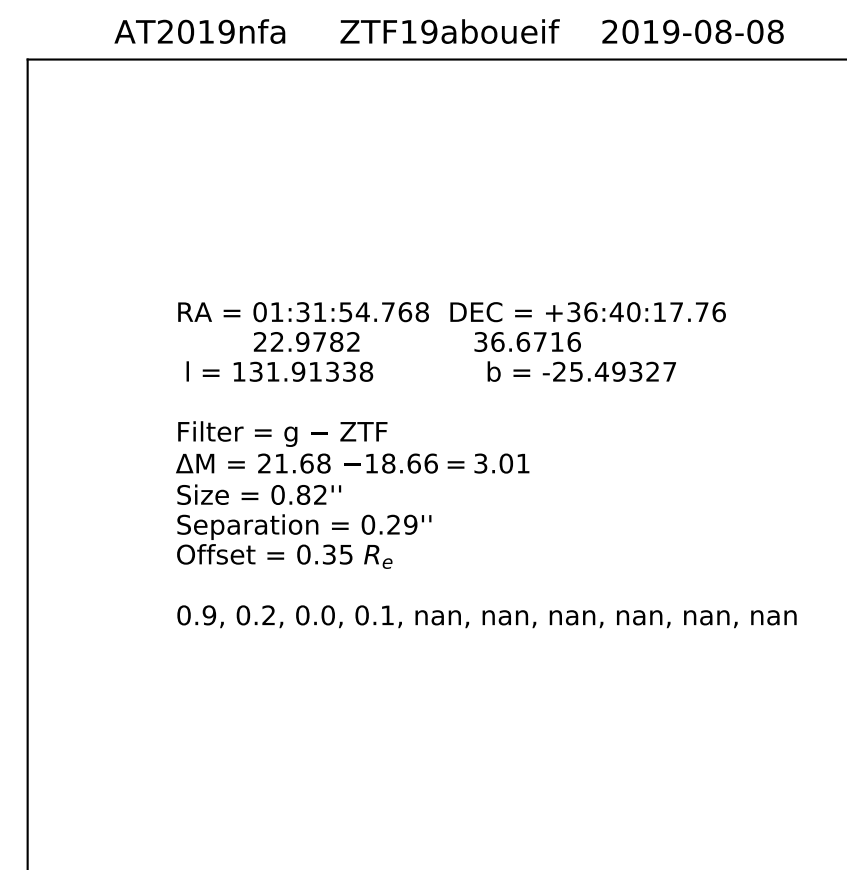 AT2019nfa ZTF19aboueif 2019-08-08
RA = 01:31:54.768 DEC = +36:40:17.76
22.9782 36.6716
l = 131.91338 b = -25.49327
Filter = g − ZTF
ΔM = 21.68 −18.66 = 3.01
Size = 0.82''
Separation = 0.29''
Offset = 0.35 Re
0.9, 0.2, 0.0, 0.1, nan, nan, nan, nan, nan, nan